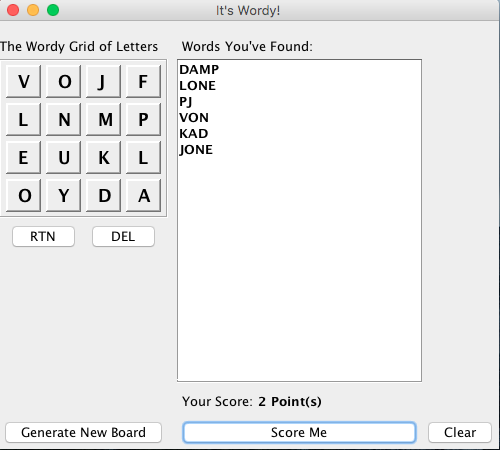 It's Wordy!
The Wordy Grid of Letters
V O J F
L N M P
E U K L
O Y D A
RTN DEL
Words You've Found:
DAMP
LONE
PJ
VON
KAD
JONE
Your Score: 2 Point(s)
Generate New Board Score Me Clear